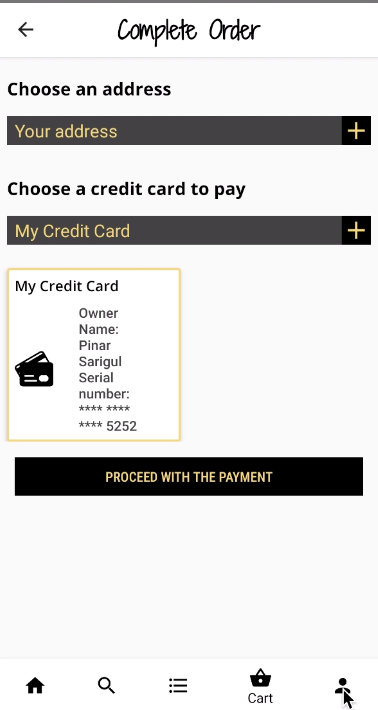 Complete Order
Choose an address
Your address
Choose a credit card to pay
My Credit Card
My Credit Card
Owner
Name:
Pinar
Sarigul
Serial
number:
**** ****
**** 5252
PROCEED WITH THE PAYMENT
Cart